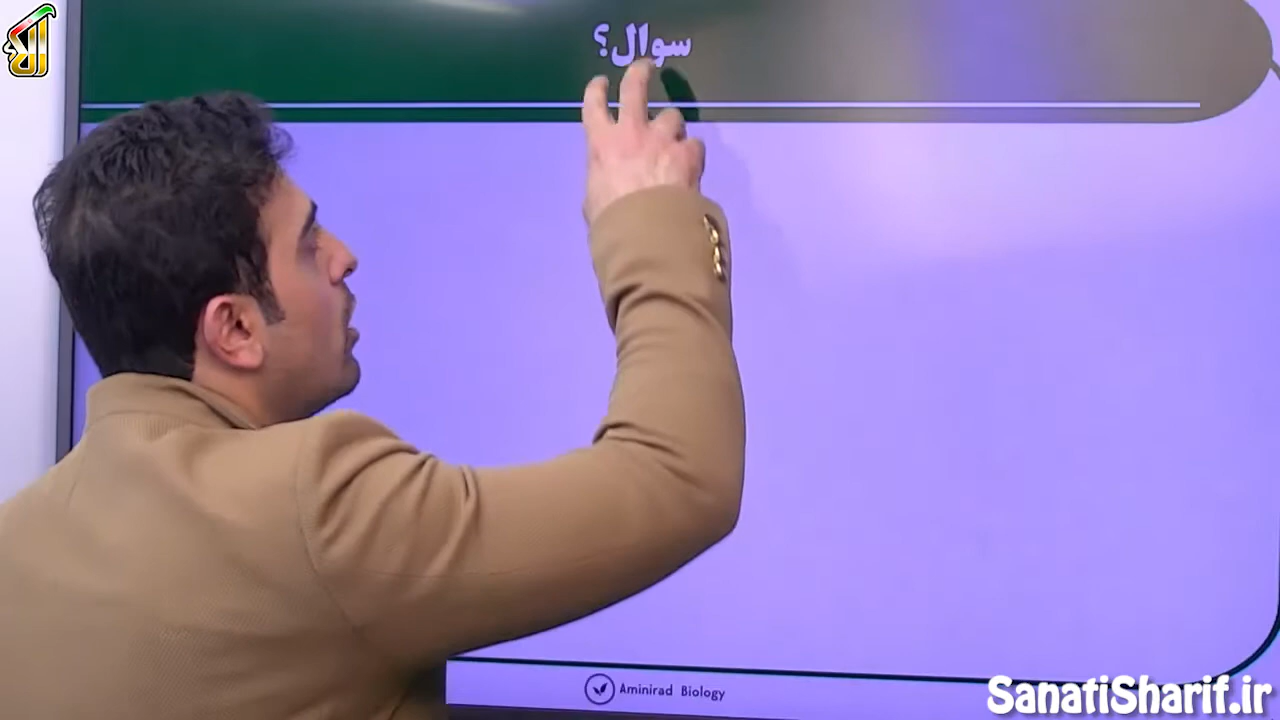 سوال؟
Aminirad Biology
SanatiSharif.ir